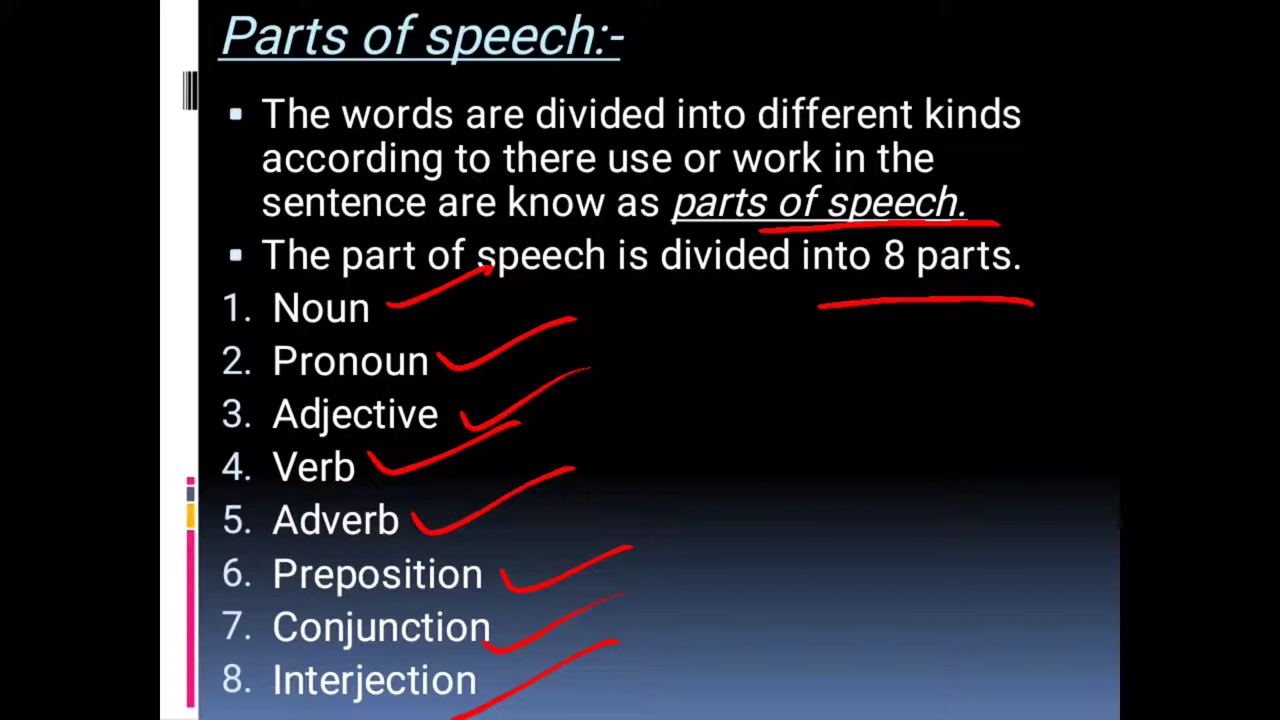 Parts of speech:-
The words are divided into different kinds
according to there use or work in the
sentence are know as parts of speech.
The part of speech is divided into 8 parts.
1. Noun
2. Pronoun
3. Adjective
4. Verb
5. Adverb
6. Preposition
7. Conjunction
8. Interjection